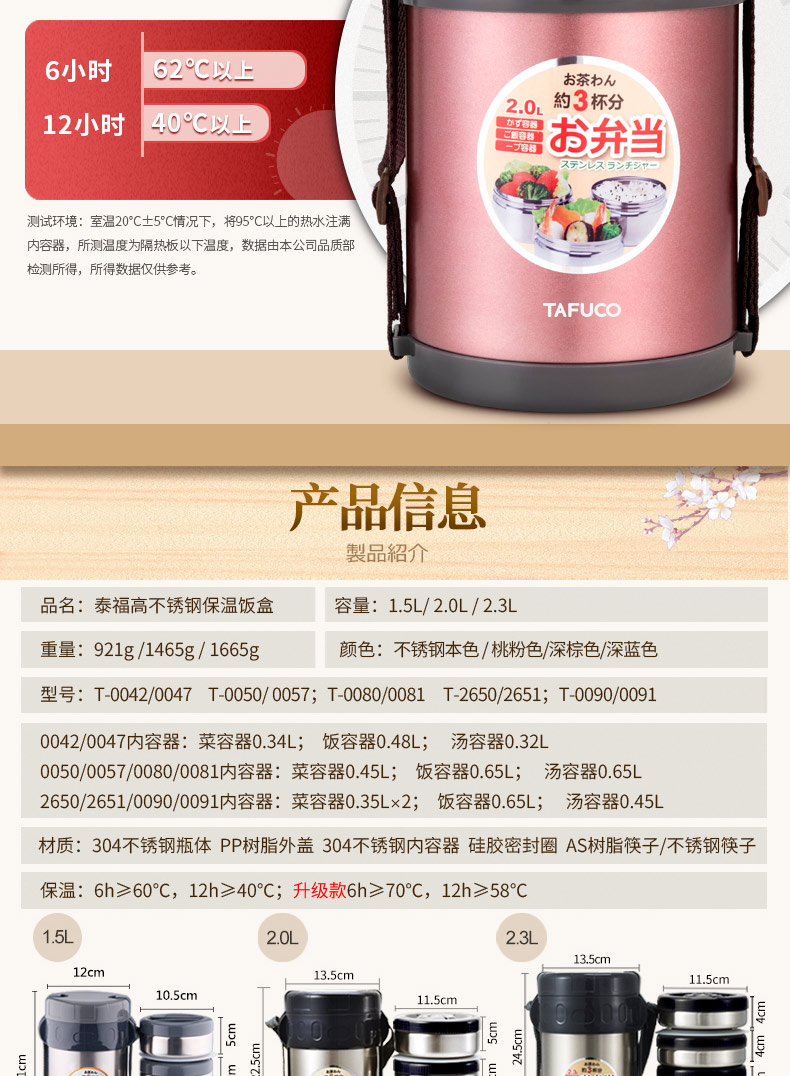 6小时 62℃以上
12小时 40℃以上
测试环境：室温20℃±5℃情况下，将95℃以上的热水注满
内容器，所测温度为隔热板以下温度，数据由本公司品质部
检测所得，所得数据仅供参考。
お茶わん
約3杯分
2.0L
かず容器
ご飯容器
お弁当
ステンレス ランチジャー
TAFUCO
产品信息
製品紹介
品名：泰福高不锈钢保温饭盒
容量：1.5L/ 2.0L / 2.3L
重量：921g /1465g / 1665g
颜色：不锈钢本色 / 桃粉色/深棕色/深蓝色
型号：T-0042/0047 T-0050/ 0057；T-0080/0081 T-2650/2651；T-0090/0091
0042/0047内容器：菜容器0.34L； 饭容器0.48L； 汤容器0.32L
0050/0057/0080/0081内容器：菜容器0.45L； 饭容器0.65L； 汤容器0.65L
2650/2651/0090/0091内容器：菜容器0.35L×2； 饭容器0.65L； 汤容器0.45L
材质：304不锈钢瓶体 PP树脂外盖 304不锈钢内容器 硅胶密封圈 AS树脂筷子/不锈钢筷子
保温：6h≥60℃，12h≥40℃；升级款6h≥70℃，12h≥58℃
1.5L
2.0L
2.3L
12cm
10.5cm
5cm
13.5cm
11.5cm
5cm
13.5cm
11.5cm
4cm
4cm
24.5cm